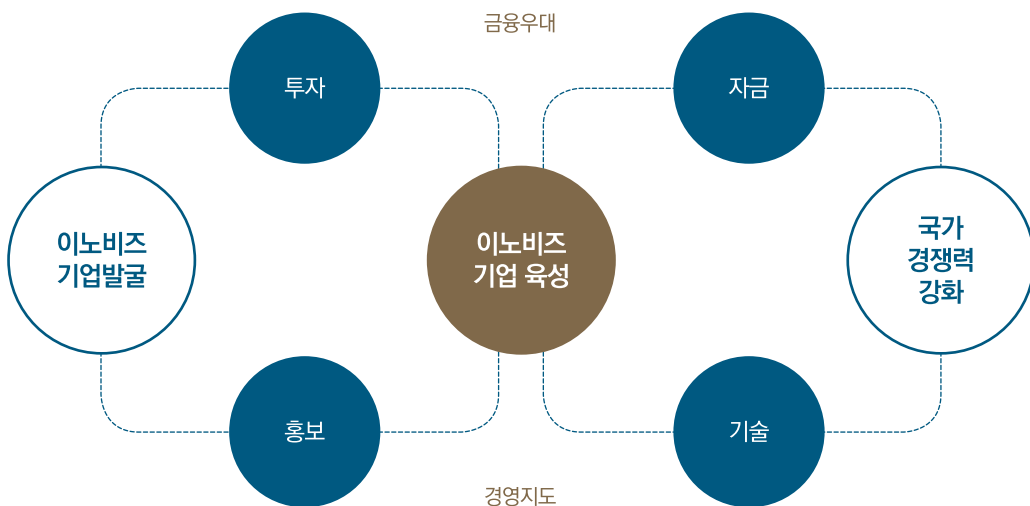 금융우대
투자
자금
이노비즈
기업발굴
이노비즈
기업 육성
국가
경쟁력
강화
홍보
기술
경영지도